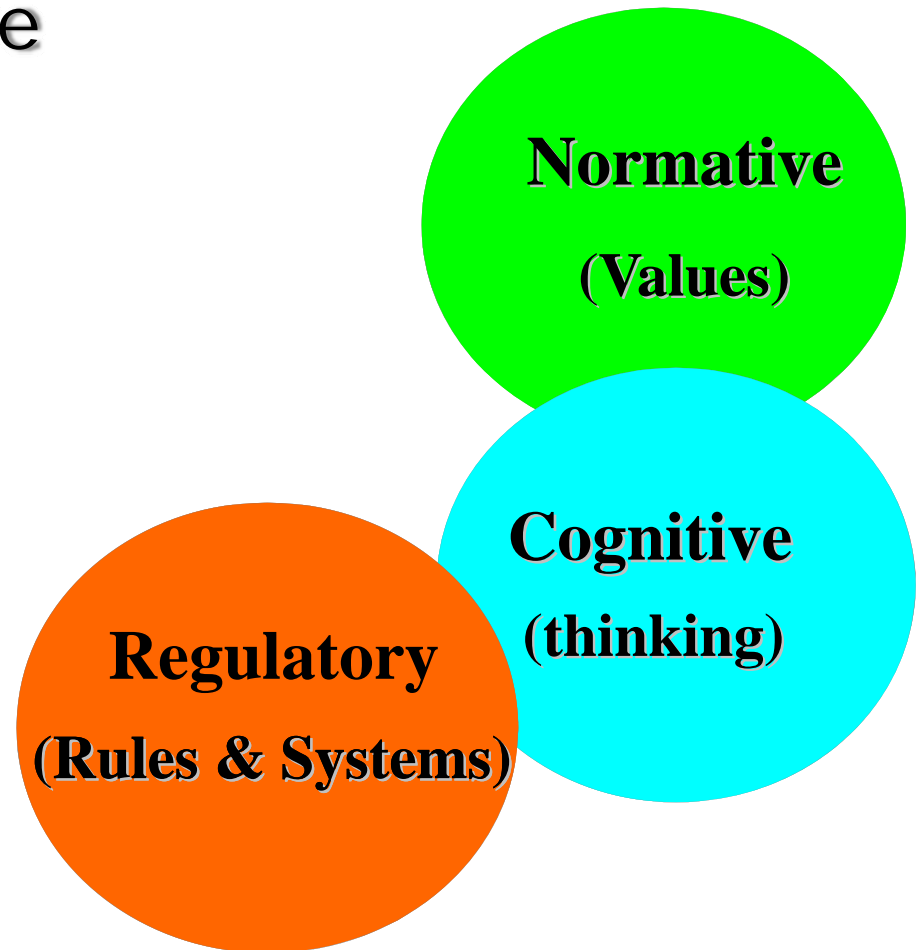 e
Normative
(Values)
Cognitive
(thinking)
Regulatory
(Rules & Systems)